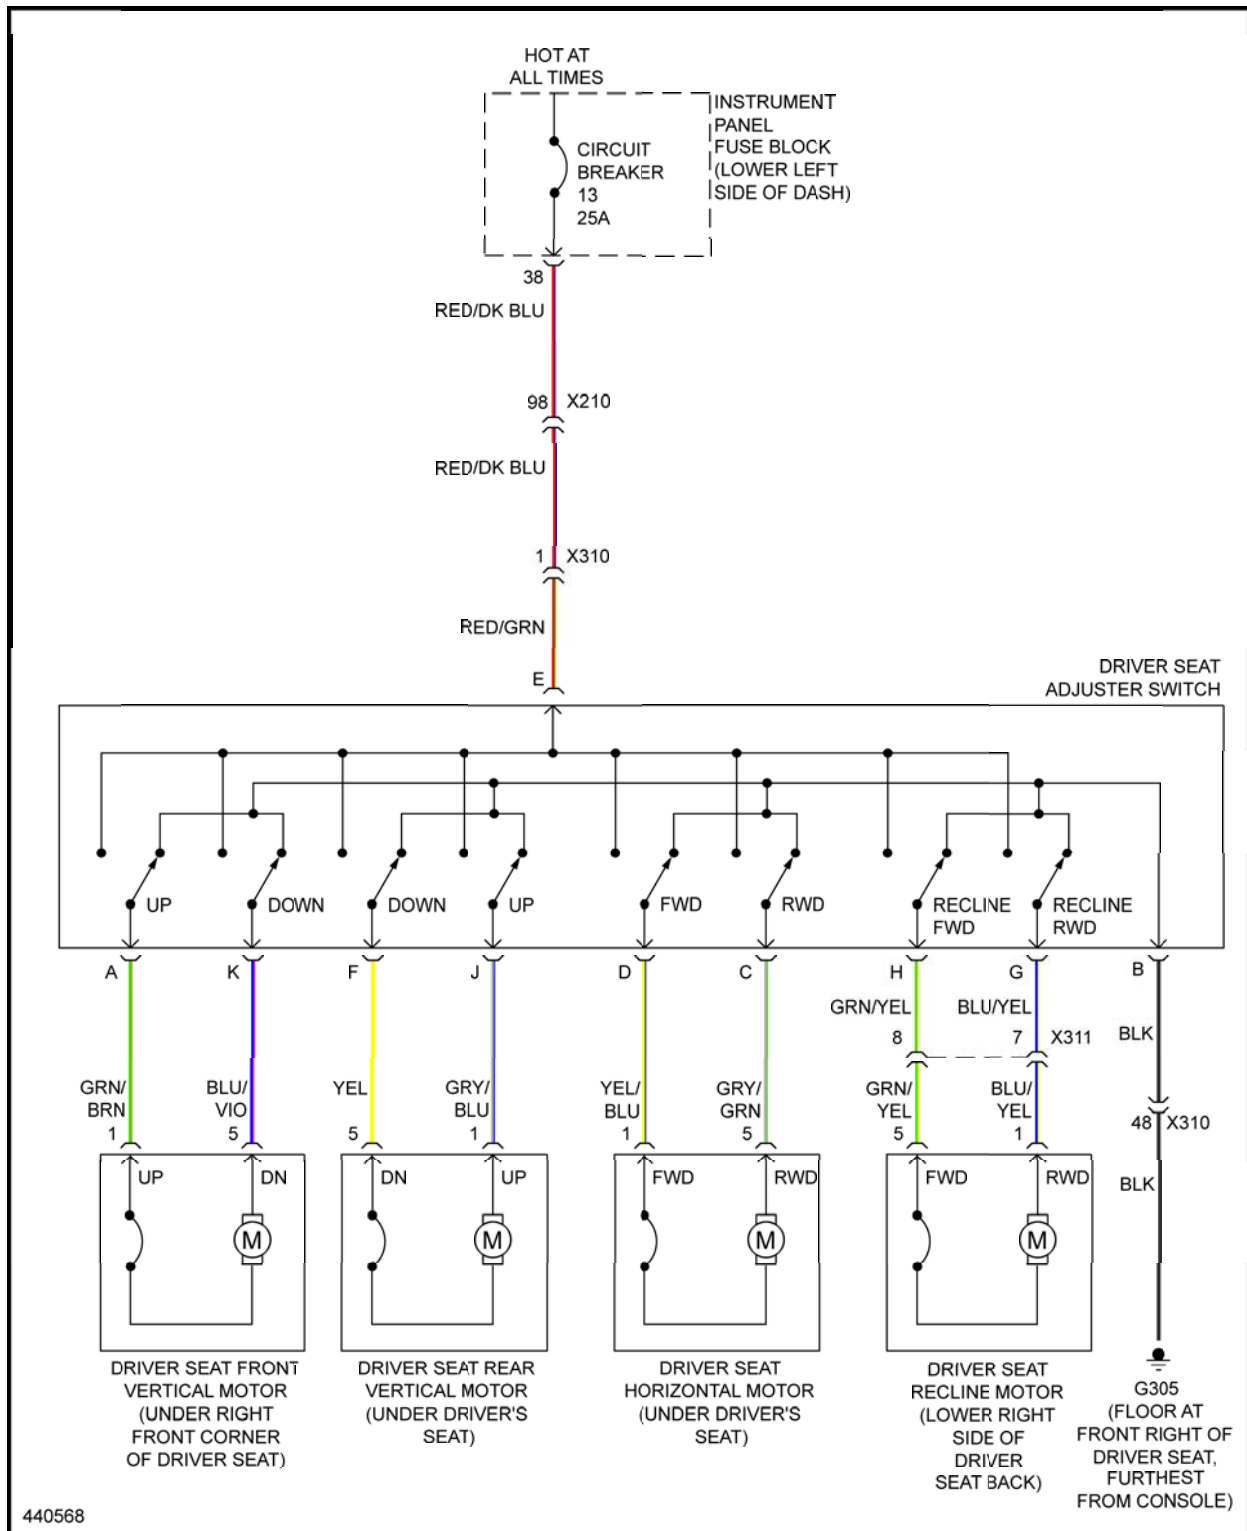 HOT AT
ALL TIMES
INSTRUMENT
PANEL
FUSE BLOCK
(LOWER LEFT
SIDE OF DASH)
CIRCUIT
BREAKER
13
25A
38
RED/DK BLU
98 X210
RED/DK BLU
1 X310
RED/GRN
E
DRIVER SEAT
ADJUSTER SWITCH
UP DOWN DOWN UP FWD RWD RECLINE FWD RECLINE RWD
A K F J D C H G B
GRN/YEL BLU/YEL BLK
8 7 X311
GRN/BRN BLU/VIO YEL GRY/BLU YEL/BLU GRY/GRN GRN/YEL BLU/YEL
1 5 5 1 1 5 5 1
48 X310
UP DN DN UP FWD RWD FWD RWD BLK
M M M M
DRIVER SEAT FRONT
VERTICAL MOTOR
(UNDER RIGHT
FRONT CORNER
OF DRIVER SEAT)
DRIVER SEAT REAR
VERTICAL MOTOR
(UNDER DRIVER'S
SEAT)
DRIVER SEAT
HORIZONTAL MOTOR
(UNDER DRIVER'S
SEAT)
DRIVER SEAT
RECLINE MOTOR
(LOWER RIGHT
SIDE OF
DRIVER
SEAT BACK)
G305
(FLOOR AT
FRONT RIGHT OF
DRIVER SEAT,
FURTHEST
FROM CONSOLE)
440568